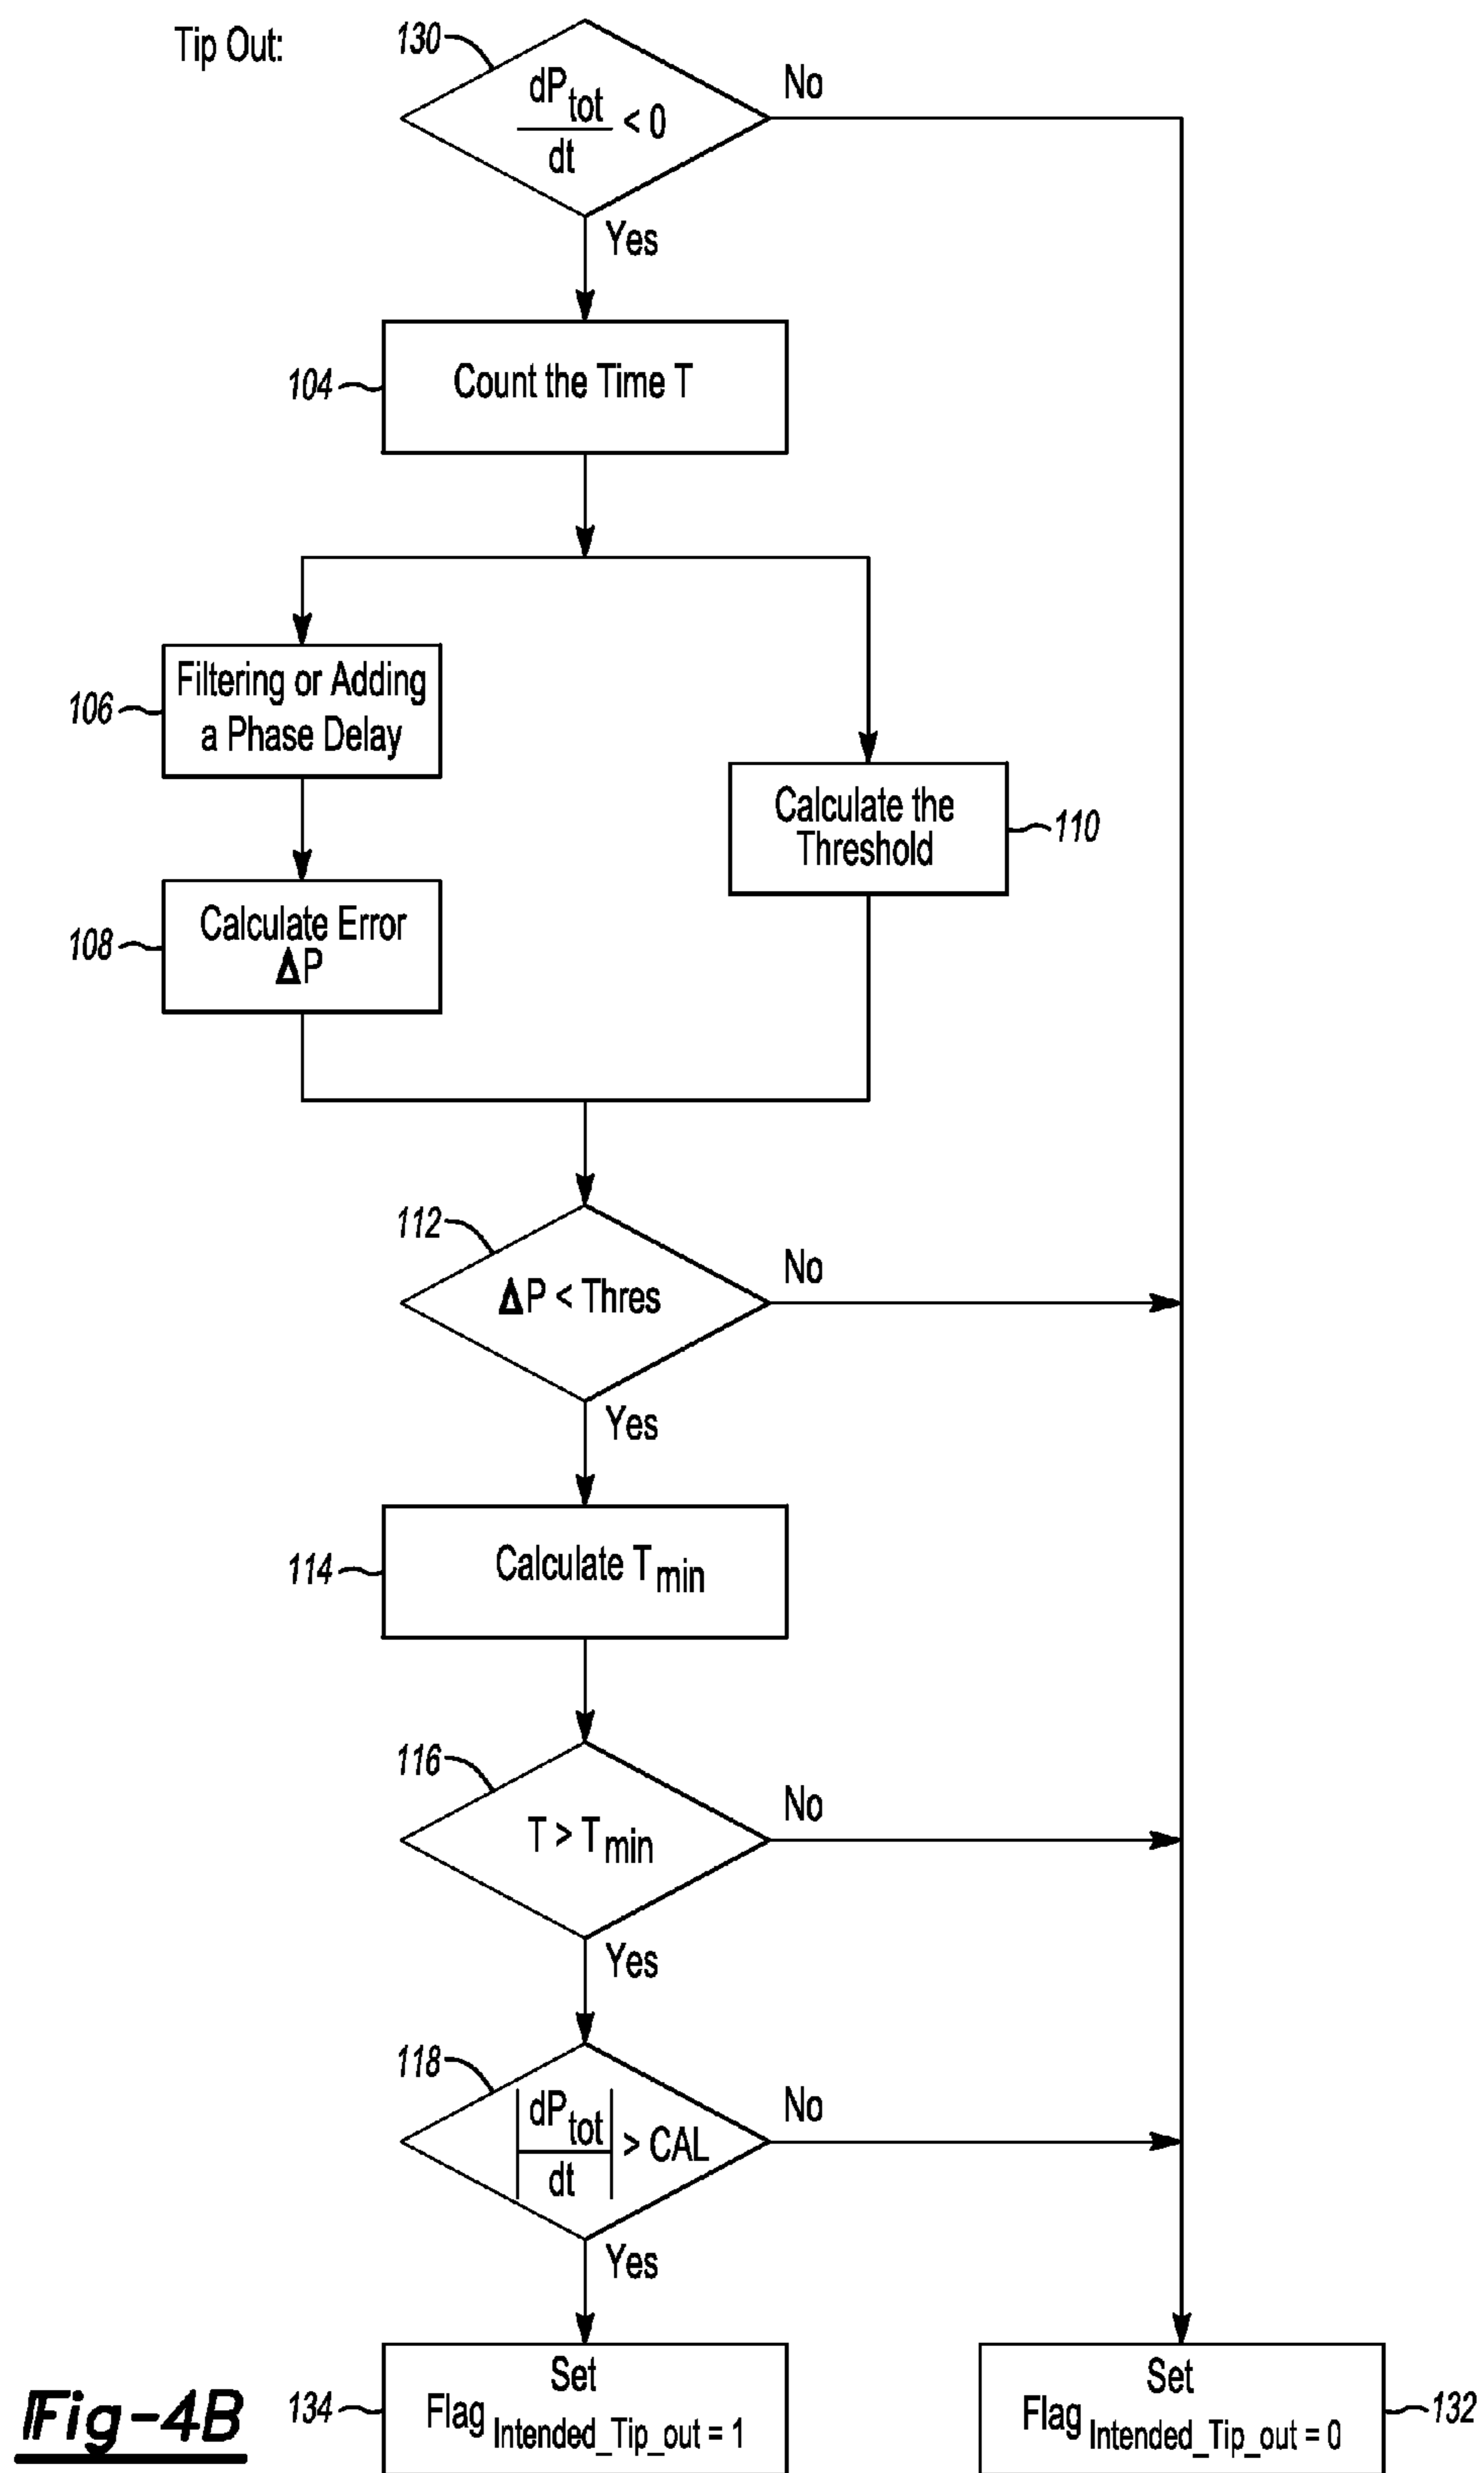 Tip Out:
130
dP_tot
dt
< 0
No
Yes
104
Count the Time T
106
Filtering or Adding
a Phase Delay
Calculate the
Threshold
110
108
Calculate Error
ΔP
112
ΔP < Thres
No
Yes
114
Calculate T_min
116
T > T_min
No
Yes
118
|dP_tot
dt|
> CAL
No
Yes
134
Set
Flag Intended_Tip_out = 1
Set
Flag Intended_Tip_out = 0
132
Fig-4B